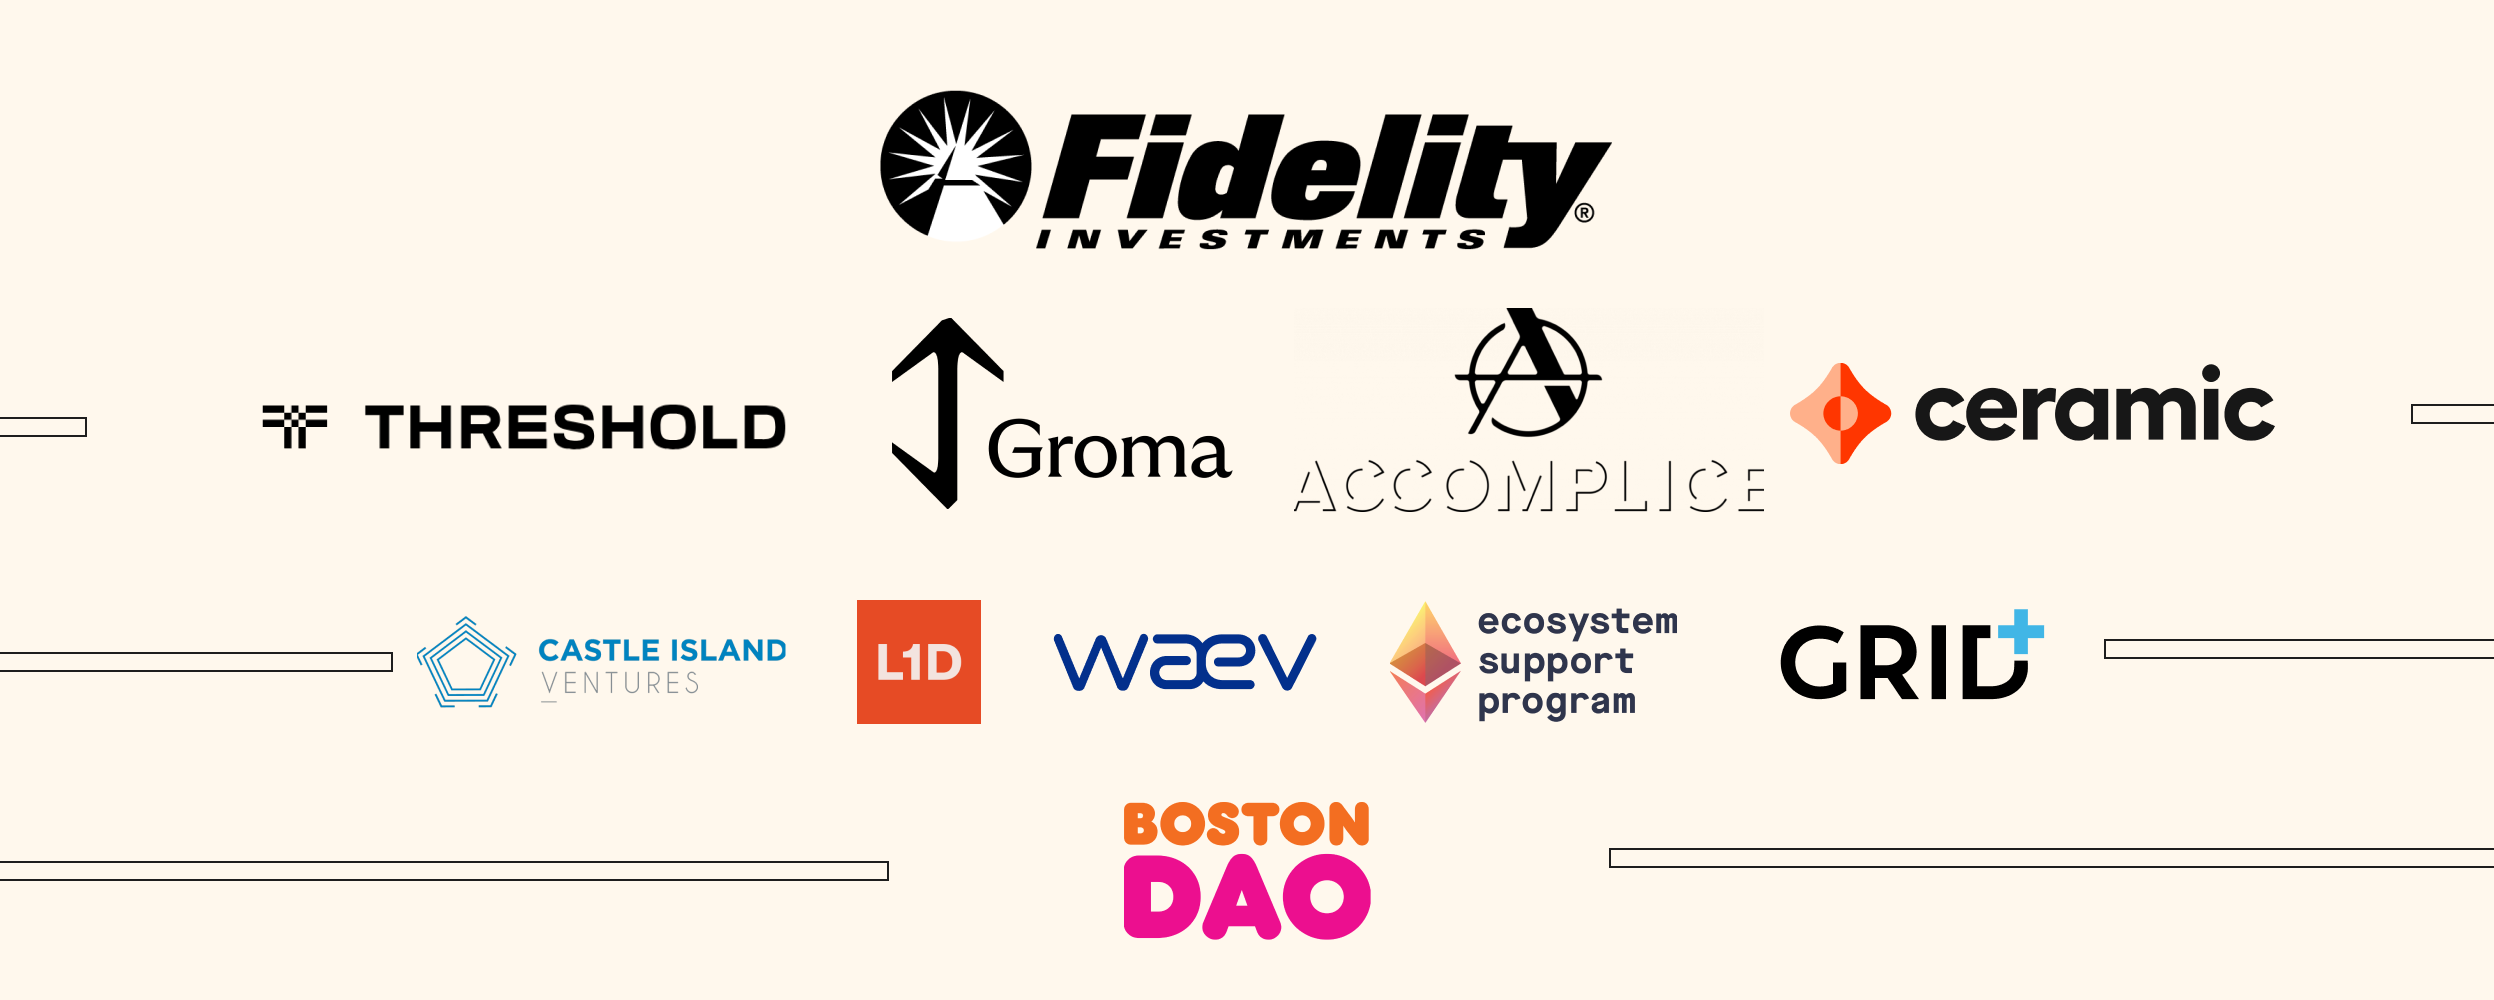 Fidelity®
INVESTMENTS
THRESHOLD
Groma
ACCOMPLICE
ceramic
CASTLE ISLAND
VENTURES
L1D
waev
ecosystem
support
program
GRID+
BOSTON
DAO